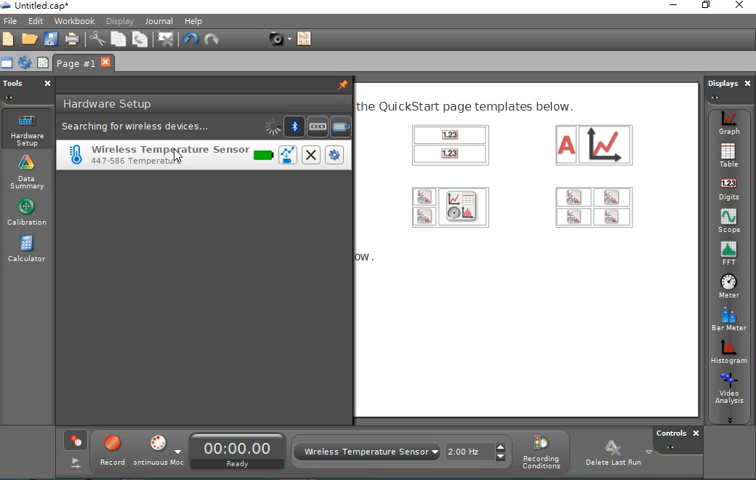 Untitled.cap*
File Edit Workbook Display Journal Help
Page #1
Tools
Displays
Hardware Setup
Searching for wireless devices...
Wireless Temperature Sensor
447-586 Temperature
the QuickStart page templates below.
1.23
1.23
A
ow.
Hardware
Setup
Data
Summary
Calibration
Calculator
Graph
Table
1.23
Digits
Scope
FFT
Meter
Bar Meter
Histogram
Video
Analysis
Record
ontinuous Moc
00:00.00
Ready
Wireless Temperature Sensor
2.00 Hz
Recording
Conditions
Delete Last Run
Controls